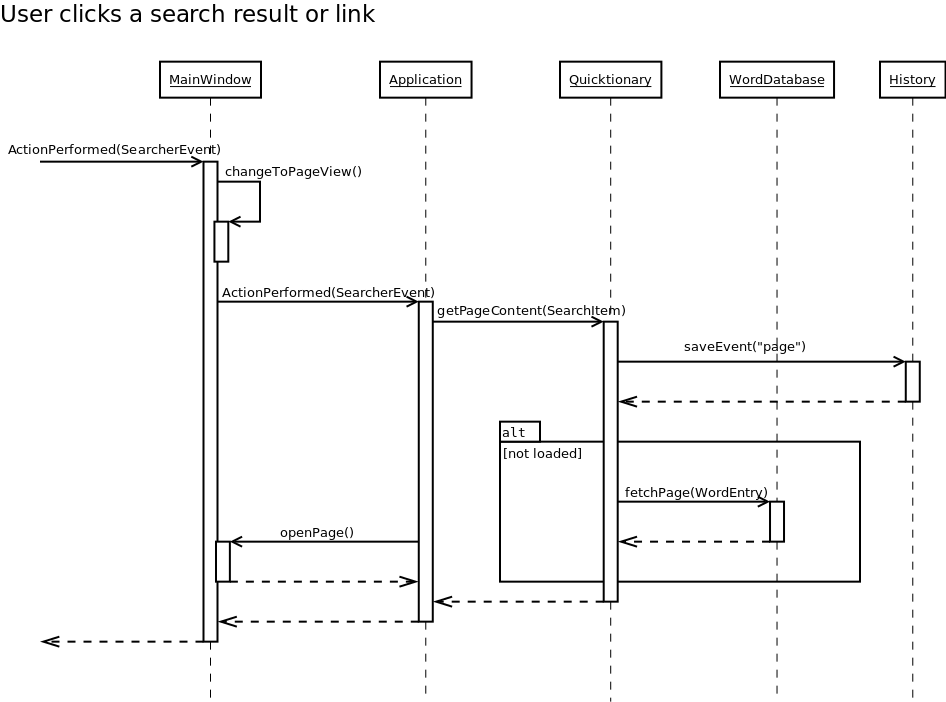 User clicks a search result or link
MainWindow
Application
Quicktionary
WordDatabase
History
ActionPerformed(SearcherEvent)
changeToPageView()
ActionPerformed(SearcherEvent)
getPageContent(SearchItem)
saveEvent("page")
alt
[not loaded]
fetchPage(WordEntry)
openPage()